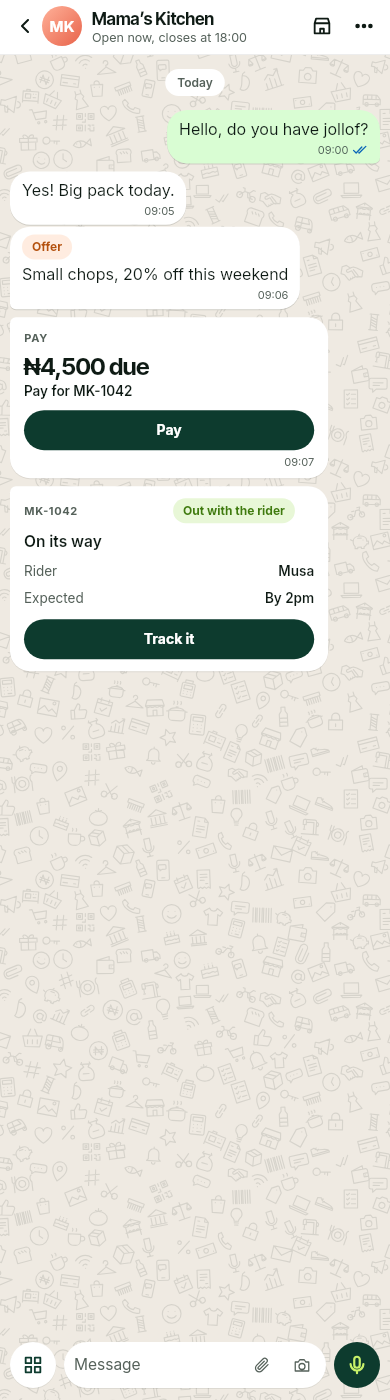 MK
Mama’s Kitchen
Open now, closes at 18:00
Today
Hello, do you have jollof?
09:00
Yes! Big pack today.
09:05
Offer
Small chops, 20% off this weekend
09:06
PAY
₦4,500 due
Pay for MK-1042
Pay
09:07
MK-1042
Out with the rider
On its way
Rider
Musa
Expected
By 2pm
Track it
Message